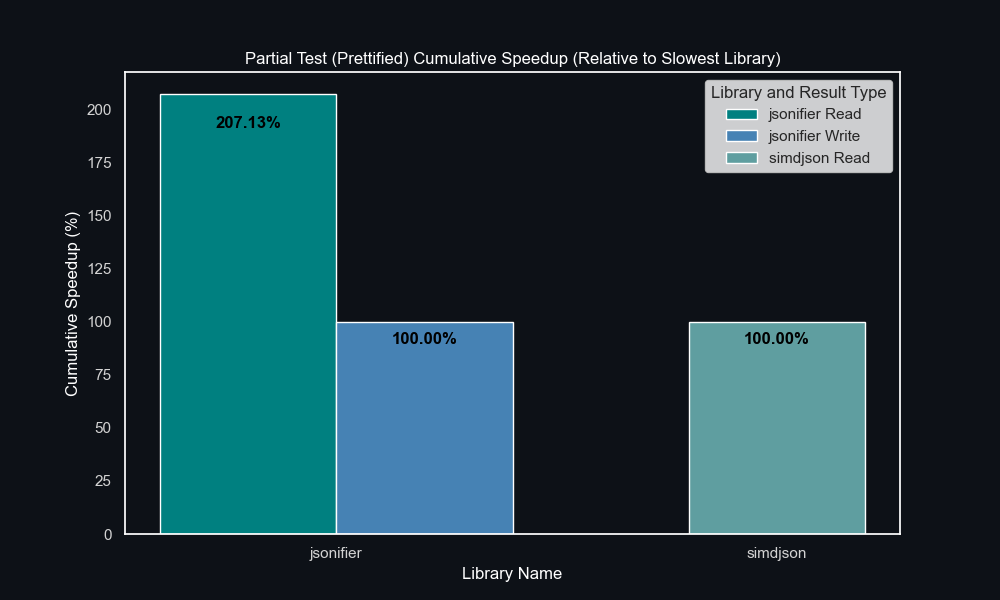 Partial Test (Prettified) Cumulative Speedup (Relative to Slowest Library)
Library and Result Type
jsonifier Read
jsonifier Write
simdjson Read
Cumulative Speedup (%)
200
175
150
125
100
75
50
25
0
207.13%
100.00%
100.00%
jsonifier
simdjson
Library Name